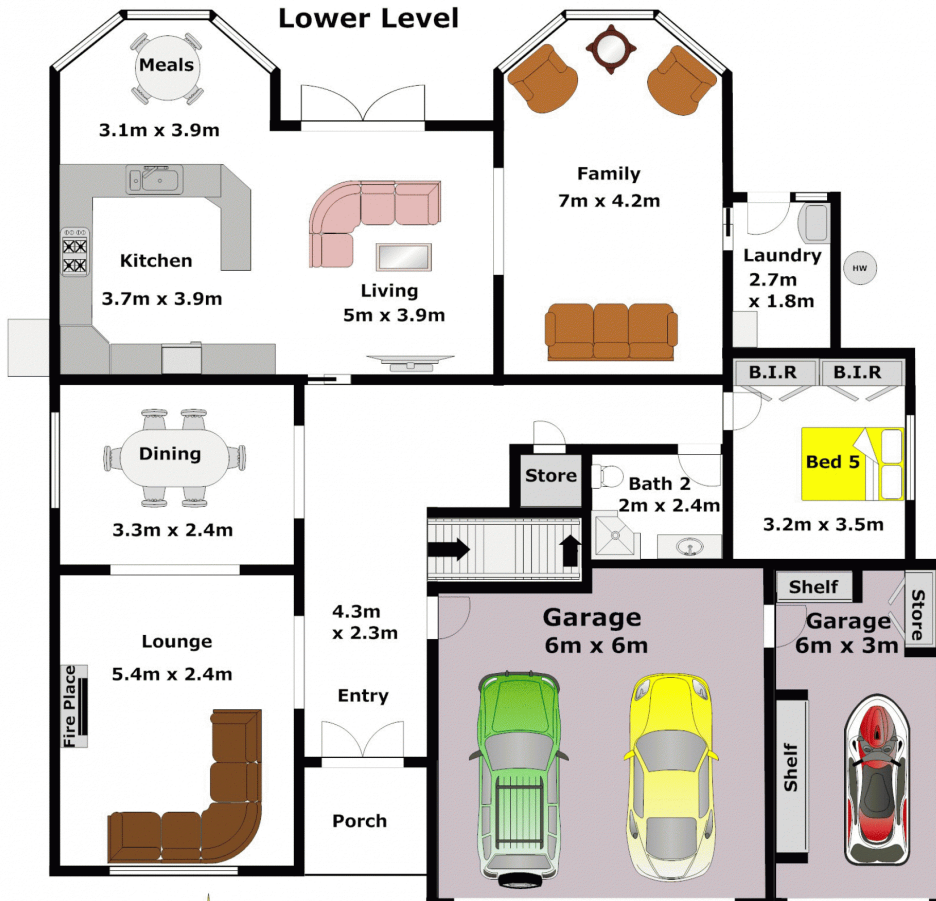 Lower Level
Meals
3.1m x 3.9m
Family
7m x 4.2m
Kitchen
3.7m x 3.9m
Living
5m x 3.9m
Laundry
2.7m
x 1.8m
HW
B.I.R
B.I.R
Dining
3.3m x 2.4m
Store
Bath 2
2m x 2.4m
Bed 5
3.2m x 3.5m
Lounge
5.4m x 2.4m
Fire Place
4.3m
x 2.3m
Entry
Porch
Garage
6m x 6m
Shelf
Store
Garage
6m x 3m
Shelf